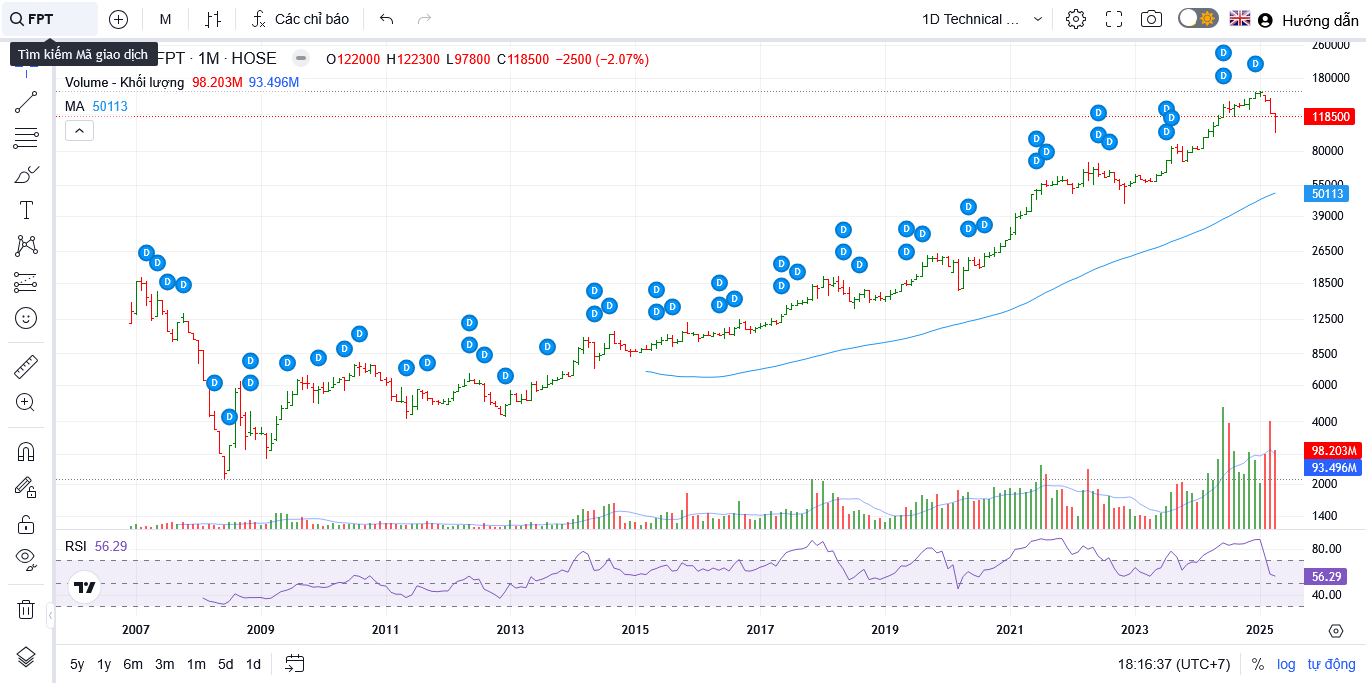 FPT
M
Các chỉ báo
1D Technical ...
Hướng dẫn
Tìm kiếm Mã giao dịch
FPT · 1M · HOSE
O122000 H122300 L97800 C118500 −2500 (−2.07%)
Volume - Khối lượng 98.203M 93.496M
MA 50113
D D
D
D D
D D D
D D D
D D
D
D D D
D D
D D
D D D
D D D
D D D
D D D
D D
D D
D D D
D D D
D D
D D
D D
D D
D
D
260000
180000
118500
80000
55000
50113
39000
26500
18500
12500
8500
6000
4000
98.203M
93.496M
2000
1400
RSI 56.29
80.00
56.29
40.00
2007 2009 2011 2013 2015 2017 2019 2021 2023 2025
5y 1y 6m 3m 1m 5d 1d
18:16:37 (UTC+7) % log tự động